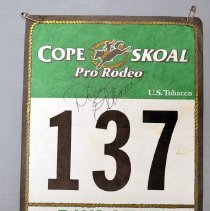 COPE SKOAL
Pro Rodeo
U.S. Tobacco
137